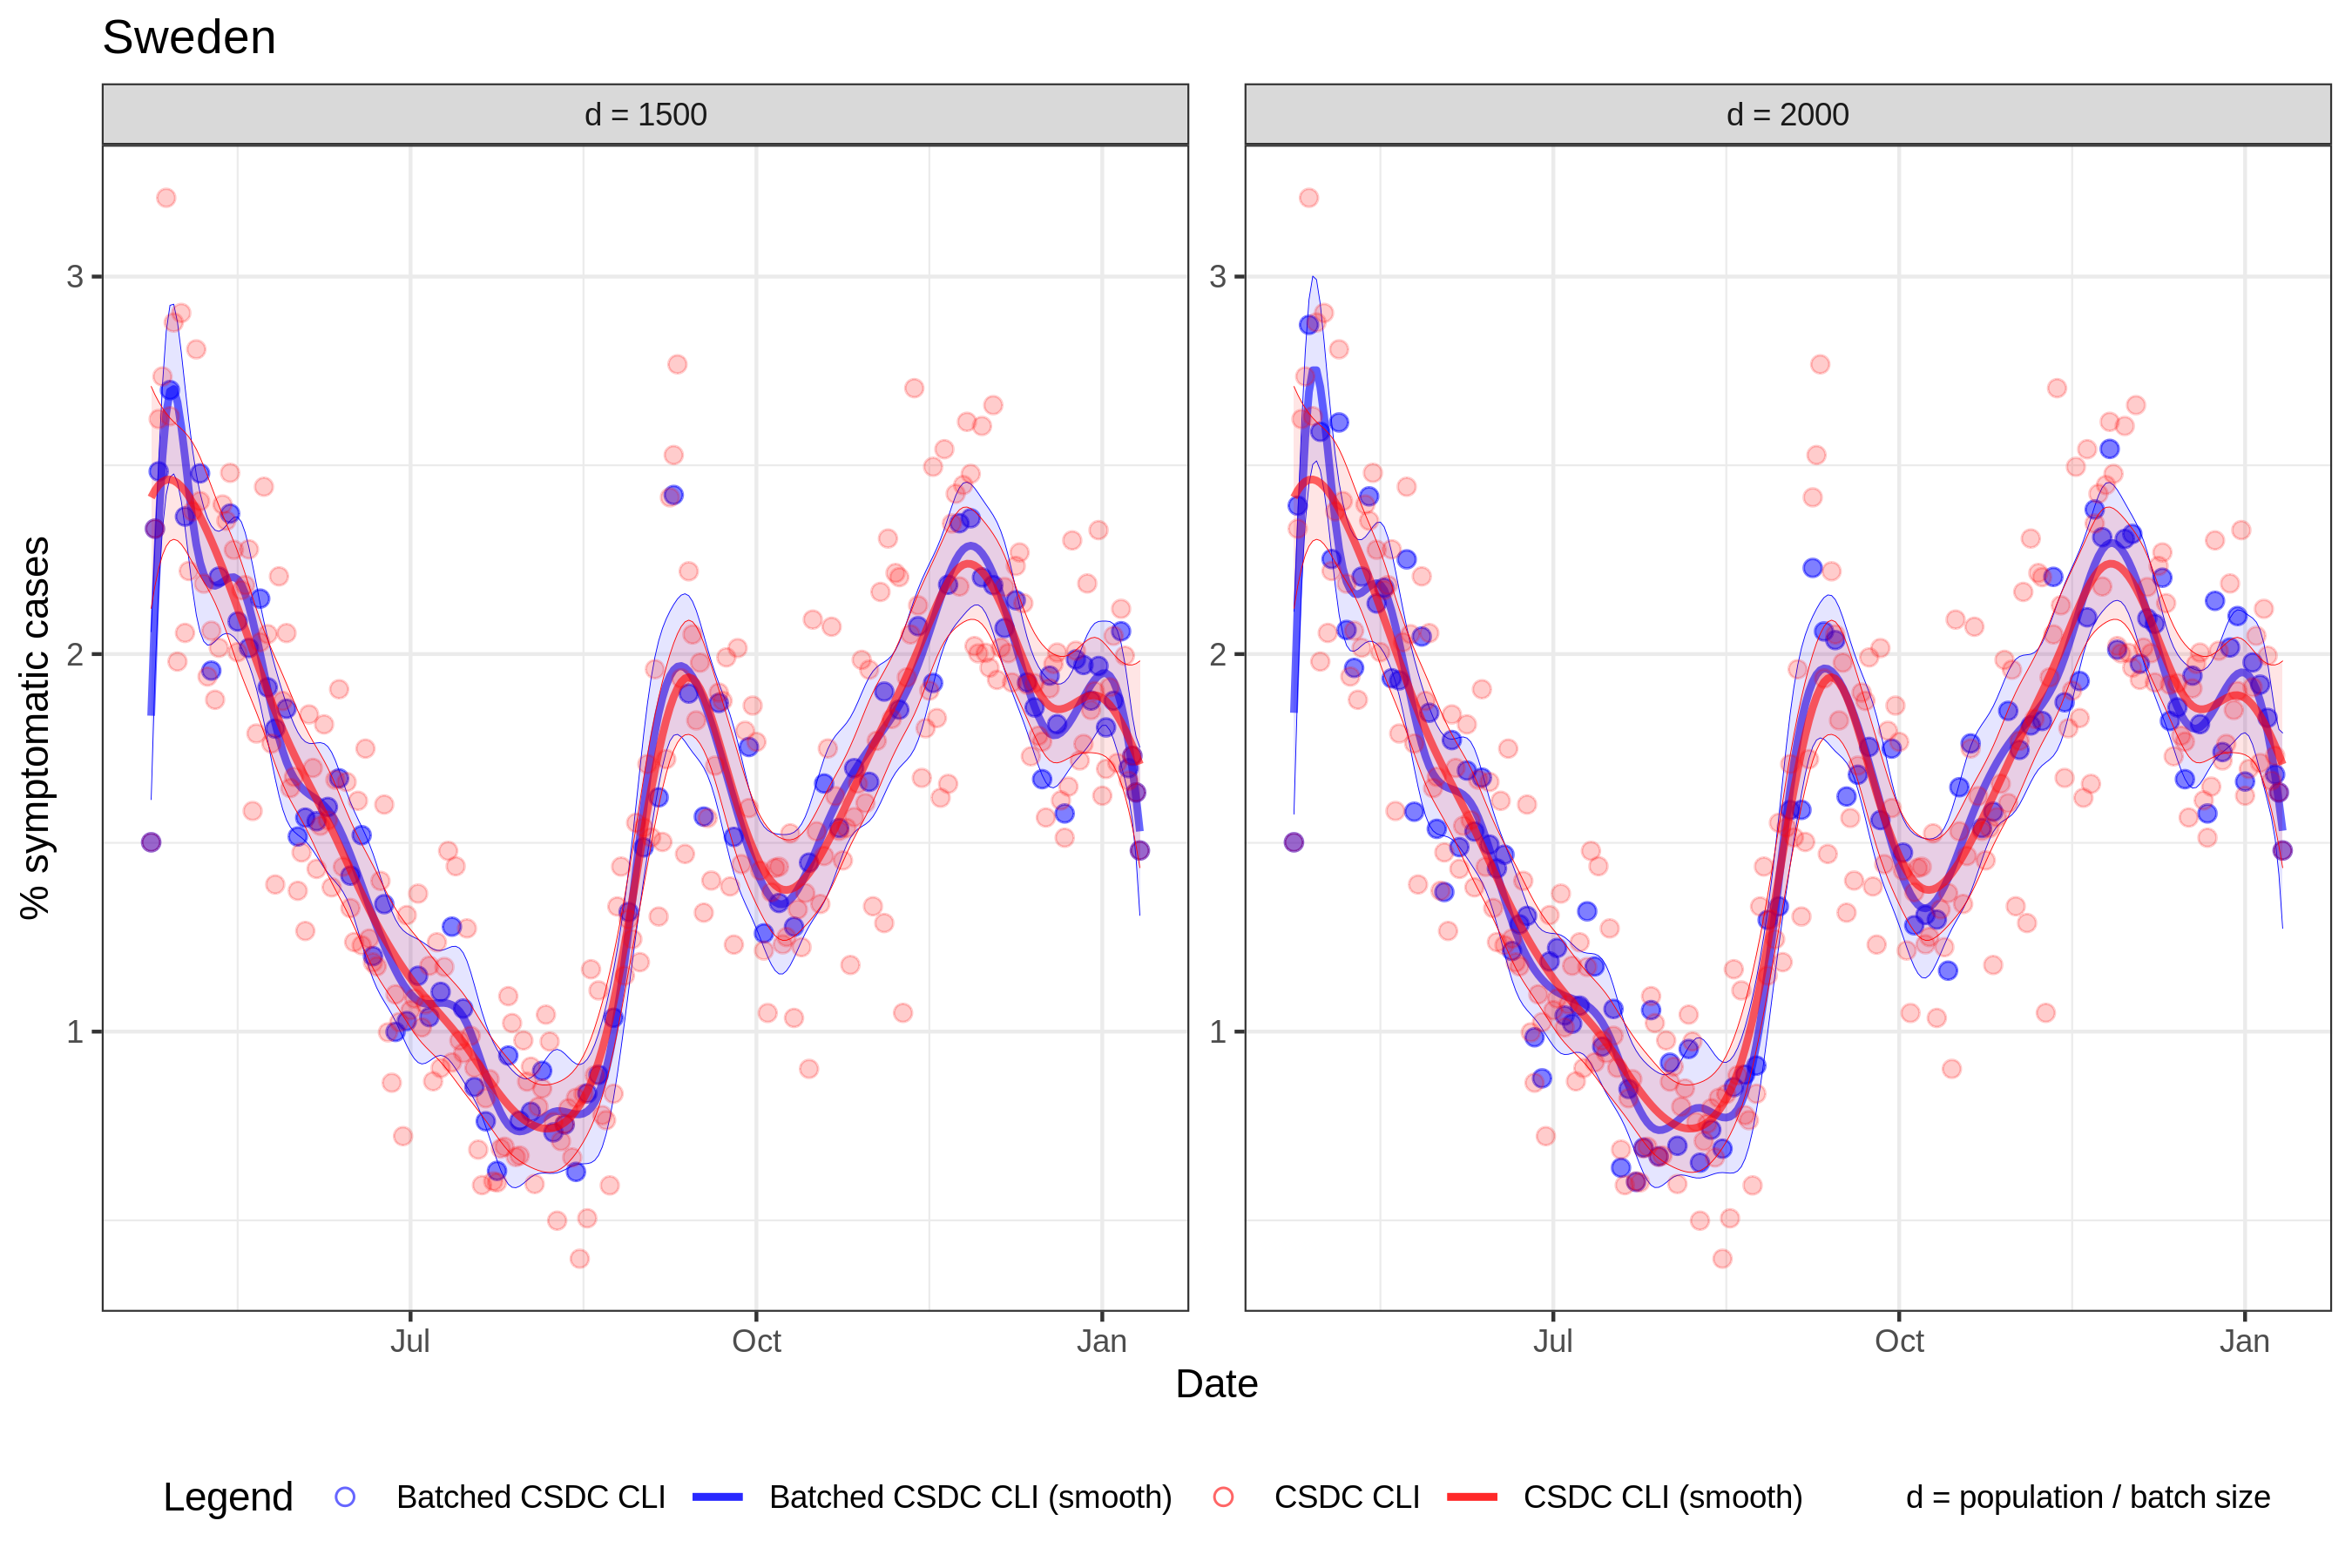 Sweden
d = 1500
d = 2000
% symptomatic cases
3
2
1
3
2
1
Jul
Oct
Jan
Jul
Oct
Jan
Date
Legend
Batched CSDC CLI
Batched CSDC CLI (smooth)
CSDC CLI
CSDC CLI (smooth)
d = population / batch size